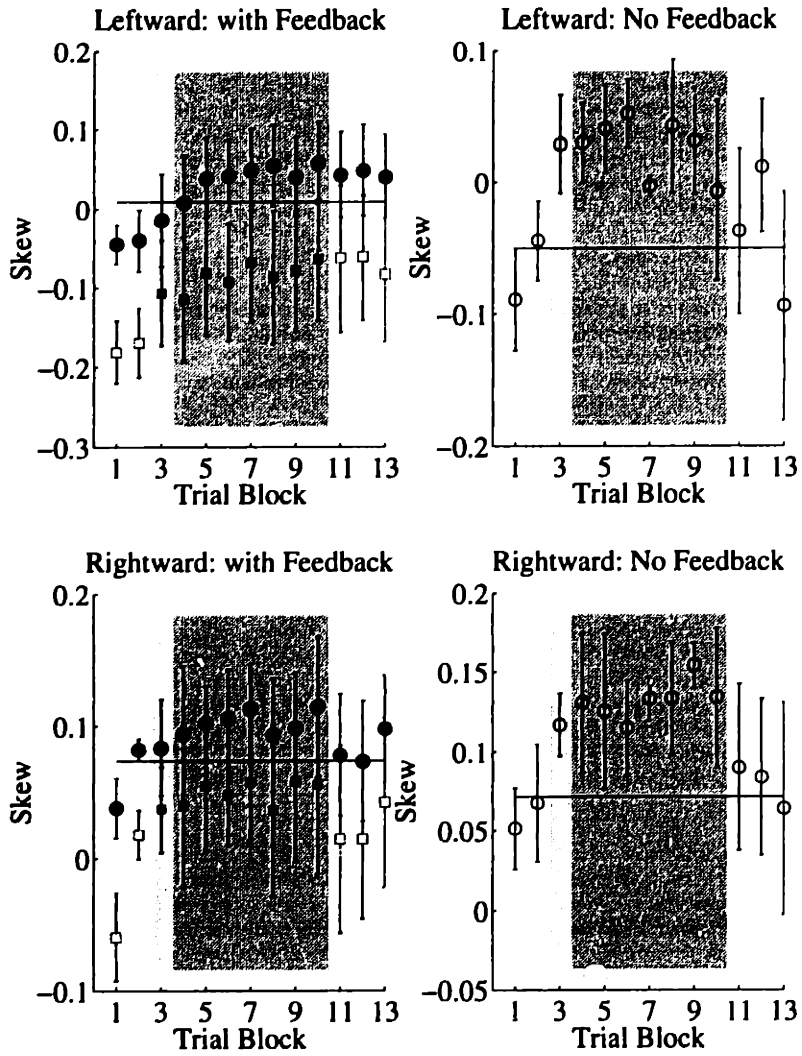 Leftward: with Feedback
0.2
0.1
0
−0.1
−0.2
−0.3
Skew
1 3 5 7 9 11 13
Trial Block
Leftward: No Feedback
0.1
0
−0.1
−0.2
Skew
1 3 5 7 9 11 13
Trial Block
Rightward: with Feedback
0.2
0.1
0
−0.1
Skew
1 3 5 7 9 11 13
Trial Block
Rightward: No Feedback
0.2
0.15
0.1
0.05
0
−0.05
Skew
1 3 5 7 9 11 13
Trial Block